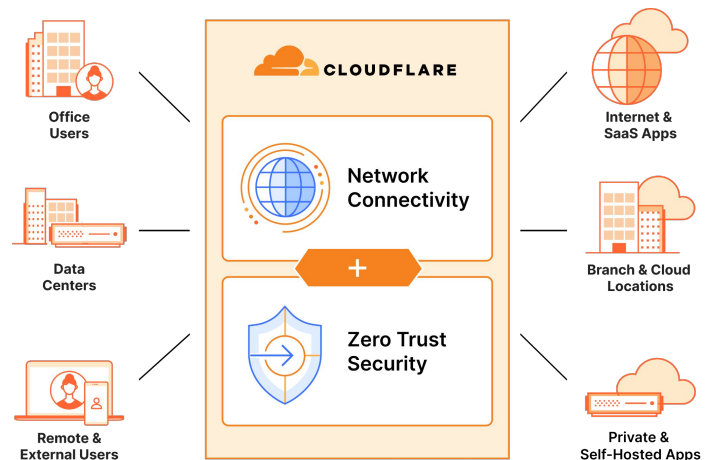 CLOUDFLARE
Office
Users
Data
Centers
Remote &
External Users
Network
Connectivity
+
Zero Trust
Security
Internet &
SaaS Apps
Branch & Cloud
Locations
Private &
Self-Hosted Apps